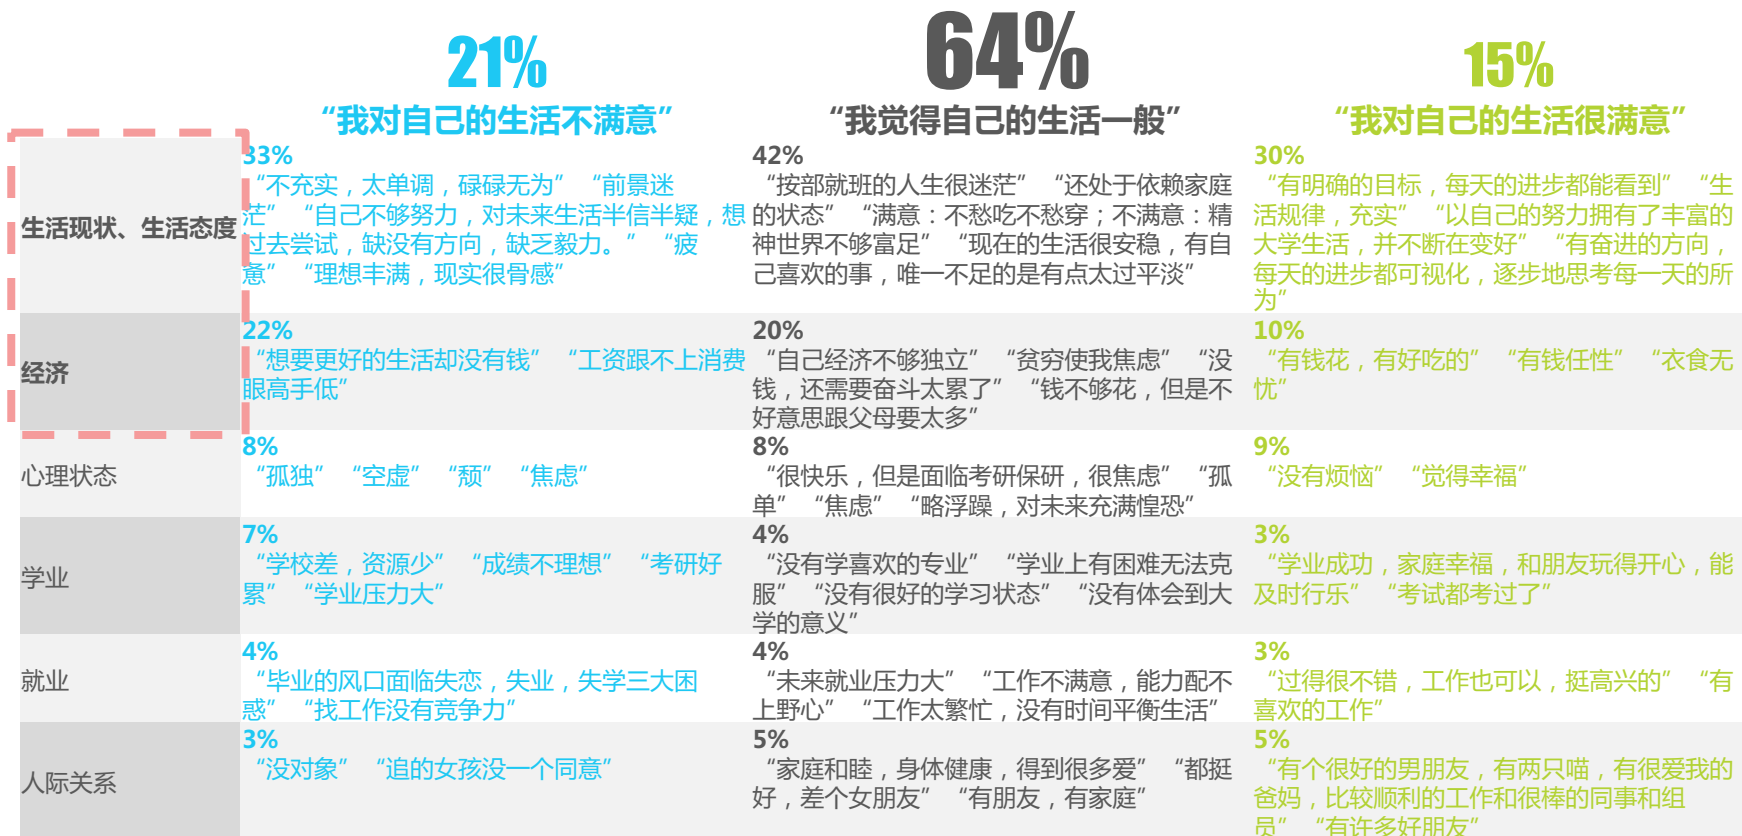 21%
64%
15%
“我对自己的生活不满意”
“我觉得自己的生活一般”
“我对自己的生活很满意”
生活现状、生活态度
33%
“不充实，太单调，碌碌无为” “前景迷
茫” “自己不够努力，对未来生活半信半疑，想
过去尝试，缺没有方向，缺乏毅力。” “疲
惫” “理想丰满，现实很骨感”
42%
“按部就班的人生很迷茫” “还处于依赖家庭
的状态” “满意：不愁吃不愁穿；不满意：精
神世界不够富足” “现在的生活很安稳，有自
己喜欢的事，唯一不足的是有点太过平淡”
30%
“有明确的目标，每天的进步都能看到” “生
活规律，充实” “以自己的努力拥有了丰富的
大学生活，并不断在变好” “有奋进的方向，
每天的进步都可视化，逐步地思考每一天的所
为”
经济
22%
“想要更好的生活却没有钱” “工资跟不上消费
眼高手低”
20%
“自己经济不够独立” “贫穷使我焦虑” “没
钱，还需要奋斗太累了” “钱不够花，但是不
好意思跟父母要太多”
10%
“有钱花，有好吃的” “有钱任性” “衣食无
忧”
心理状态
8%
“孤独” “空虚” “颓” “焦虑”
8%
“很快乐，但是面临考研保研，很焦虑” “孤
单” “焦虑” “略浮躁，对未来充满惶恐”
9%
“没有烦恼” “觉得幸福”
学业
7%
“学校差，资源少” “成绩不理想” “考研好
累” “学业压力大”
4%
“没有学喜欢的专业” “学业上有困难无法克
服” “没有很好的学习状态” “没有体会到大
学的意义”
3%
“学业成功，家庭幸福，和朋友玩得开心，能
及时行乐” “考试都考过了”
就业
4%
“毕业的风口面临失恋，失业，失学三大困
惑” “找工作没有竞争力”
4%
“未来就业压力大” “工作不满意，能力配不
上野心” “工作太繁忙，没有时间平衡生活”
3%
“过得很不错，工作也可以，挺高兴的” “有
喜欢的工作”
人际关系
3%
“没对象” “追的女孩没一个同意”
5%
“家庭和睦，身体健康，得到很多爱” “都挺
好，差个女朋友” “有朋友，有家庭”
5%
“有个很好的男朋友，有两只喵，有很爱我的
爸妈，比较顺利的工作和很棒的同事和组
员” “有许多好朋友”